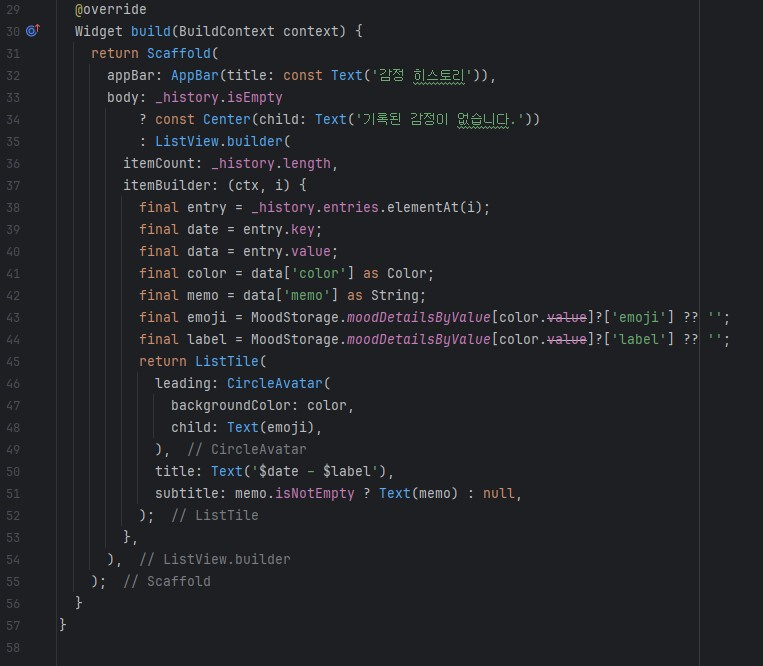 29 @override
30 Widget build(BuildContext context) {
31 return Scaffold(
32 appBar: AppBar(title: const Text('감정 히스토리')),
33 body: _history.isEmpty
34 ? const Center(child: Text('기록된 감정이 없습니다.'))
35 : ListView.builder(
36 itemCount: _history.length,
37 itemBuilder: (ctx, i) {
38 final entry = _history.entries.elementAt(i);
39 final date = entry.key;
40 final data = entry.value;
41 final color = data['color'] as Color;
42 final memo = data['memo'] as String;
43 final emoji = MoodStorage.moodDetailsByValue[color.value]?['emoji'] ?? '';
44 final label = MoodStorage.moodDetailsByValue[color.value]?['label'] ?? '';
45 return ListTile(
46 leading: CircleAvatar(
47 backgroundColor: color,
48 child: Text(emoji),
49 ), // CircleAvatar
50 title: Text('$date – $label'),
51 subtitle: memo.isNotEmpty ? Text(memo) : null,
52 ); // ListTile
53 },
54 ), // ListView.builder
55 ); // Scaffold
56 }
57 }
58